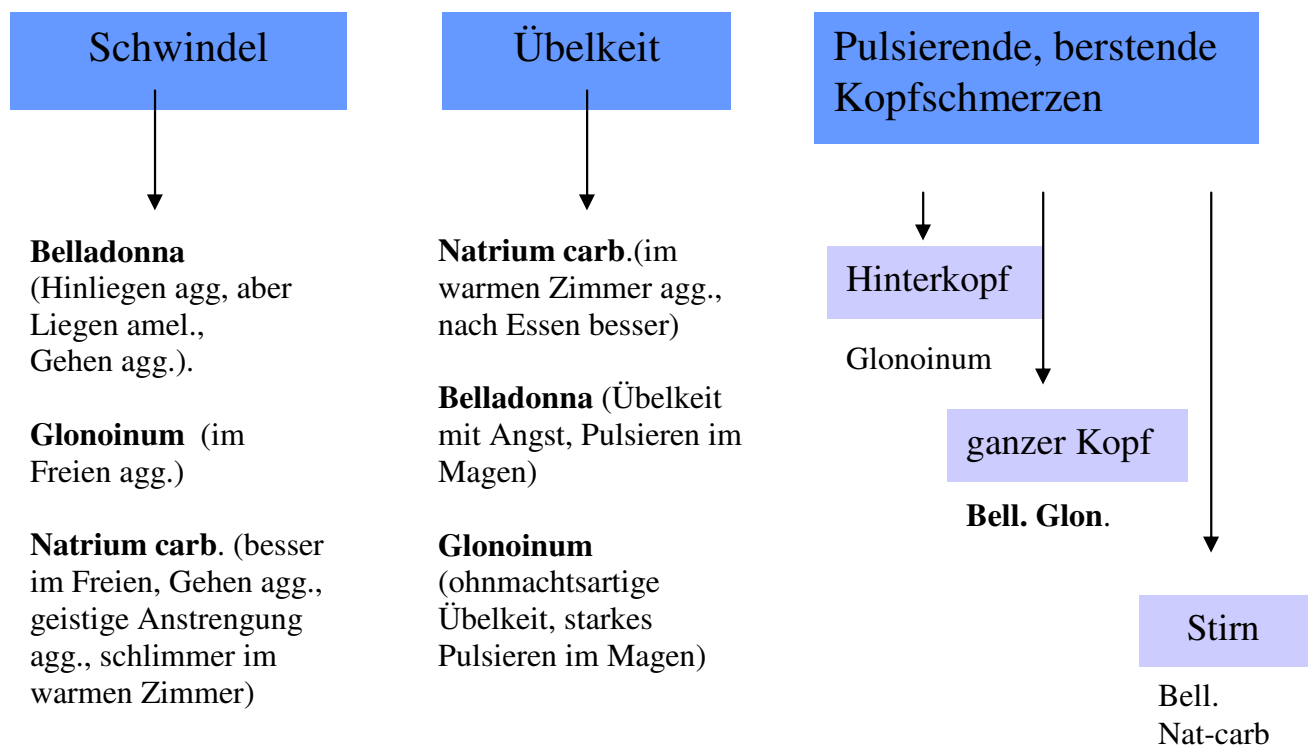 Schwindel
Belladonna
(Hinliegen agg, aber
Liegen amel.,
Gehen agg.).
Glonoinum (im
Freien agg.)
Natrium carb. (besser
im Freien, Gehen agg.,
geistige Anstrengung
agg., schlimmer im
warmen Zimmer)
Übelkeit
Natrium carb.(im
warmen Zimmer agg.,
nach Essen besser)
Belladonna (Übelkeit
mit Angst, Pulsieren im
Magen)
Glonoinum
(ohnmachtsartige
Übelkeit, starkes
Pulsieren im Magen)
Pulsierende, berstende
Kopfschmerzen
Hinterkopf
Glonoinum
ganzer Kopf
Bell. Glon.
Stirn
Bell.
Nat-carb